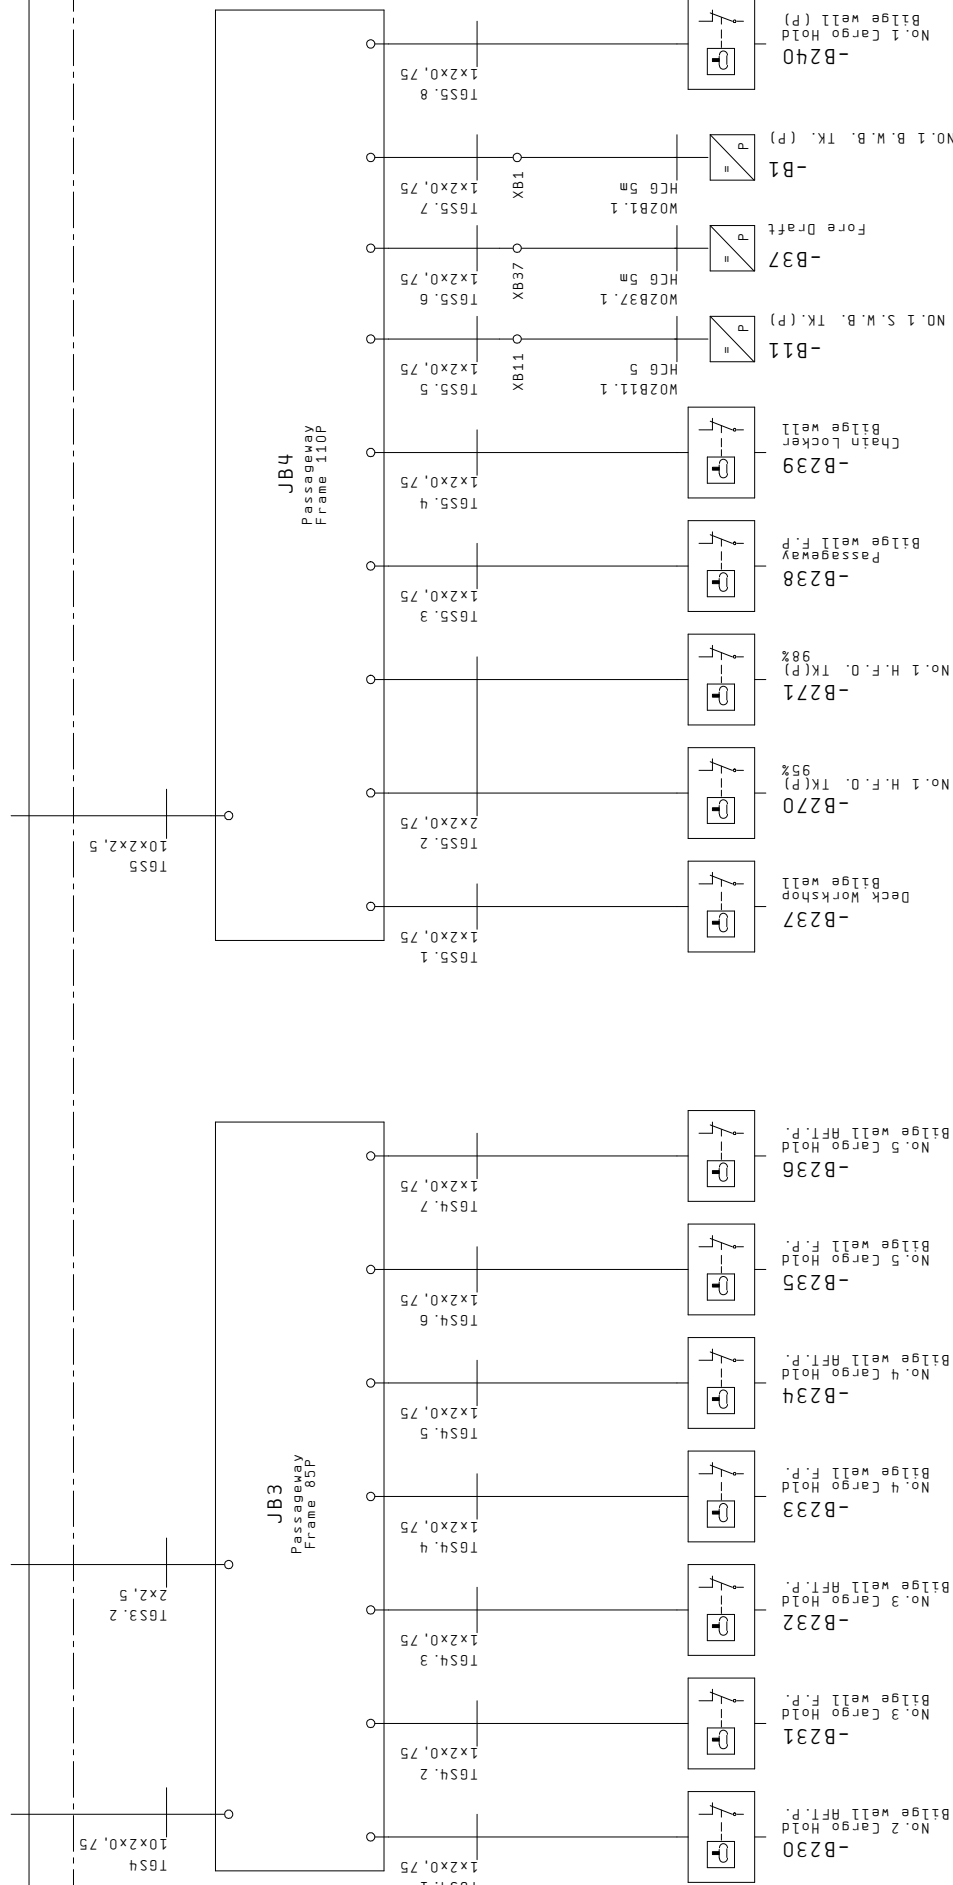 -B240
No.1 Cargo Hold
Bilge well (P)
TGS5.8
1x2x0,75
-B1
NO.1 B.W.B. TK. (P)
P
=
W02B1.1
HCG 5m
XB1
TGS5.7
1x2x0,75
-B37
Fore Draft
P
=
W02B37.1
HCG 5m
XB37
TGS5.6
1x2x0,75
-B11
NO.1 S.W.B. TK.(P)
P
=
W02B11.1
HCG 5
XB11
TGS5.5
1x2x0,75
-B239
Chain Locker
Bilge well
TGS5.4
1x2x0,75
JB4
Passageway
Frame 110P
-B238
Passageway
Bilge well F.P
TGS5.3
1x2x0,75
-B271
No.1 H.F.O. TK(P)
98%
-B270
No.1 H.F.O. TK(P)
95%
TGS5.2
2x2x0,75
TGS5
10x2x2,5
-B237
Deck Workshop
Bilge well
TGS5.1
1x2x0,75
-B236
No.5 Cargo Hold
Bilge well AFT.P.
TGS4.7
1x2x0,75
-B235
No.5 Cargo Hold
Bilge well F.P.
TGS4.6
1x2x0,75
-B234
No.4 Cargo Hold
Bilge well AFT.P.
TGS4.5
1x2x0,75
JB3
Passageway
Frame 85P
-B233
No.4 Cargo Hold
Bilge well F.P.
TGS4.4
1x2x0,75
TGS3.2
2x2,5
-B232
No.3 Cargo Hold
Bilge well AFT.P.
TGS4.3
1x2x0,75
-B231
No.3 Cargo Hold
Bilge well F.P.
TGS4.2
1x2x0,75
TGS4
10x2x0,75
-B230
No.2 Cargo Hold
Bilge well AFT.P.
TGS4.1
1x2x0,75